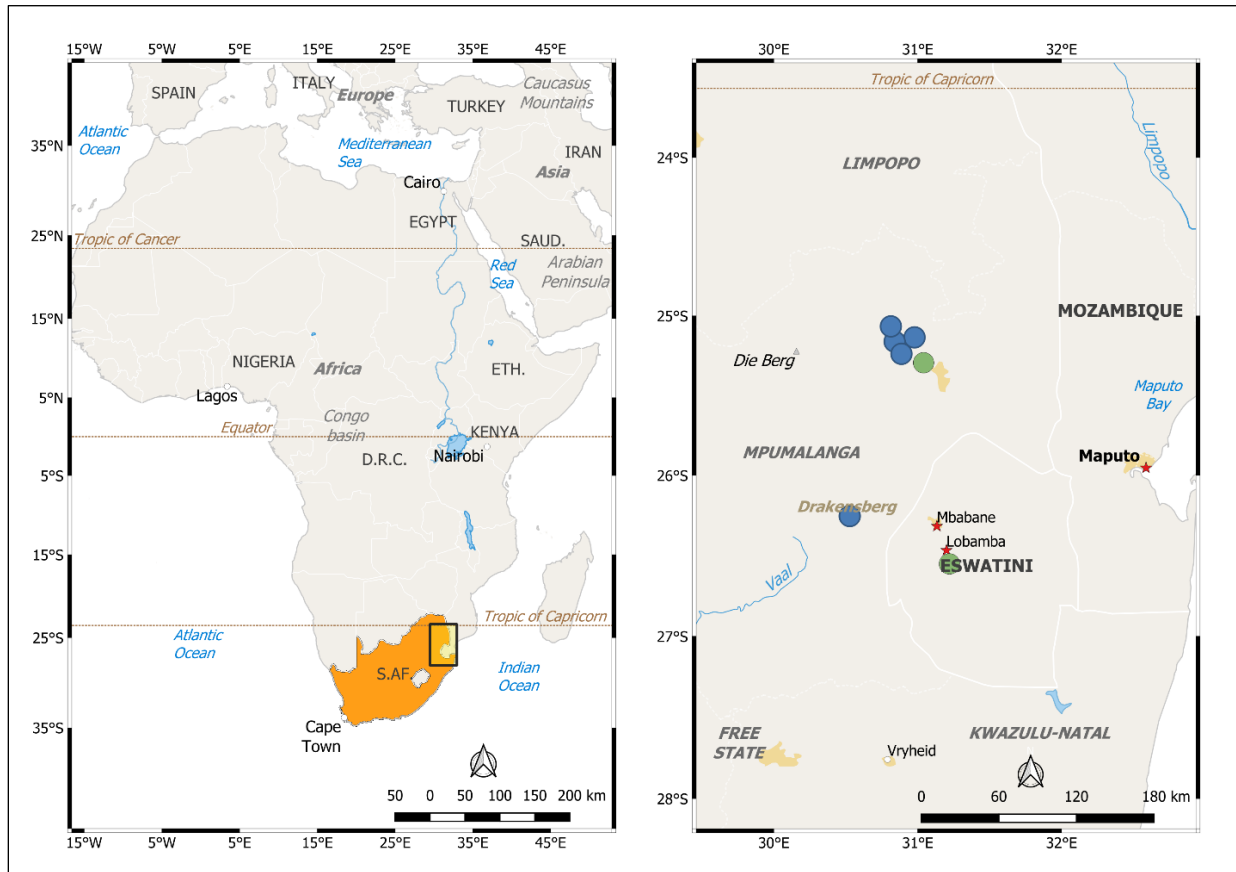 15°W 5°W 5°E 15°E 25°E 35°E 45°E
SPAIN
ITALY
Europe
TURKEY
Caucasus
Mountains
Atlantic
Ocean
Mediterranean
Sea
35°N
IRAN
Asia
Cairo
EGYPT
25°N
Tropic of Cancer
SAUD.
Red
Sea
Arabian
Peninsula
15°N
NIGERIA
Africa
ETH.
5°N
Lagos
Congo
basin
Equator
KENYA
Nairobi
D.R.C.
5°S
15°S
Tropic of Capricorn
25°S
Atlantic
Ocean
S.AF.
Indian
Ocean
35°S
Cape
Town
50 0 50 100 150 200 km
15°W 5°W 5°E 15°E 25°E 35°E 45°E
30°E 31°E 32°E
Tropic of Capricorn
Limpopo
24°S
LIMPOPO
25°S
MOZAMBIQUE
Die Berg
Maputo
Bay
MPUMALANGA
Maputo
26°S
Drakensberg
Mbabane
Lobamba
ESWATINI
Vaal
27°S
FREE
STATE
KWAZULU-NATAL
Vryheid
28°S
0 60 120 180 km
30°E 31°E 32°E